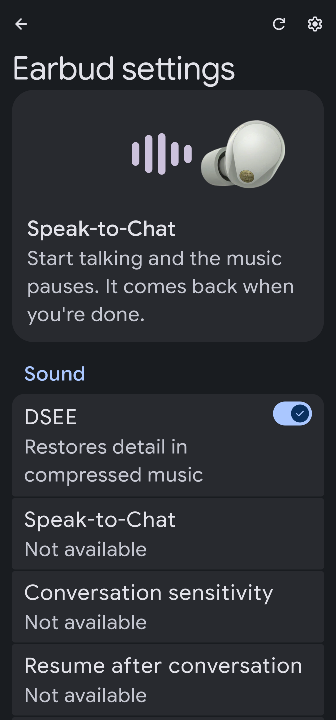 Earbud settings
Speak-to-Chat
Start talking and the music
pauses. It comes back when
you're done.
Sound
DSEE
Restores detail in
compressed music
Speak-to-Chat
Not available
Conversation sensitivity
Not available
Resume after conversation
Not available